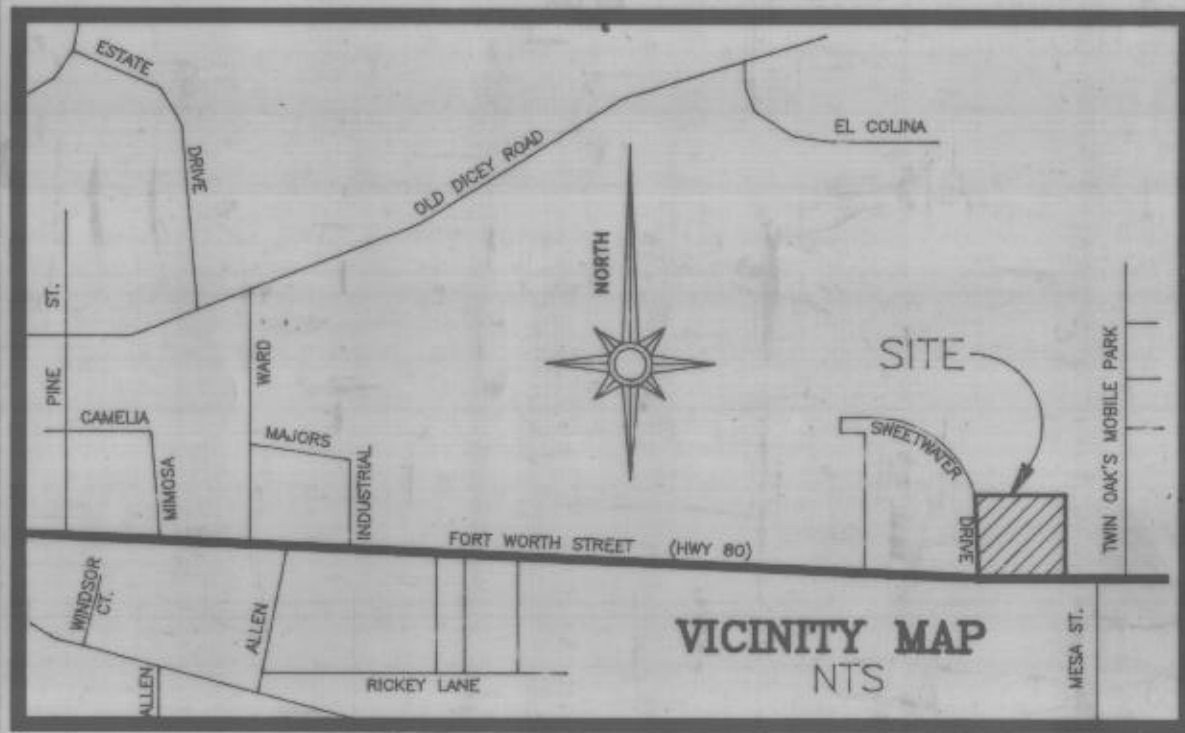 ESTATE
DRIVE
OLD DICEY ROAD
EL COLINA
NORTH
PINE ST.
WARD
SITE
CAMELIA
MAJORS
MIMOSA
INDUSTRIAL
SWEETWATER
DRIVE
TWIN OAK'S MOBILE PARK
FORT WORTH STREET (HWY 80)
WINDSOR
CT.
ALLEN
ALLEN
RICKEY LANE
VICINITY MAP
NTS
MESA ST.